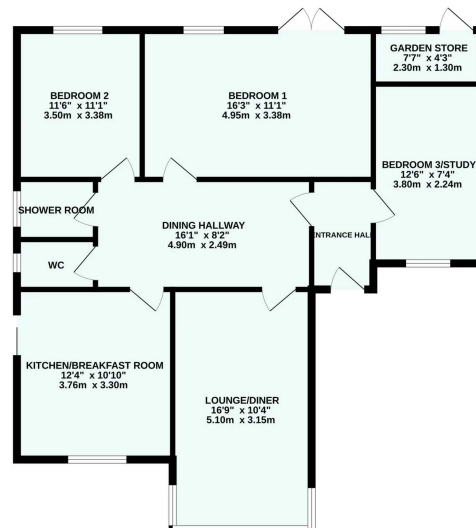 GARDEN STORE
7'7" x 4'3"
2.30m x 1.30m
BEDROOM 2
11'6" x 11'1"
3.50m x 3.38m
BEDROOM 1
16'3" x 11'1"
4.95m x 3.38m
BEDROOM 3/STUDY
12'6" x 7'4"
3.80m x 2.24m
SHOWER ROOM
DINING HALLWAY
16'1" x 8'2"
4.90m x 2.49m
ENTRANCE HALL
WC
KITCHEN/BREAKFAST ROOM
12'4" x 10'10"
3.76m x 3.30m
LOUNGE/DINER
16'9" x 10'4"
5.10m x 3.15m